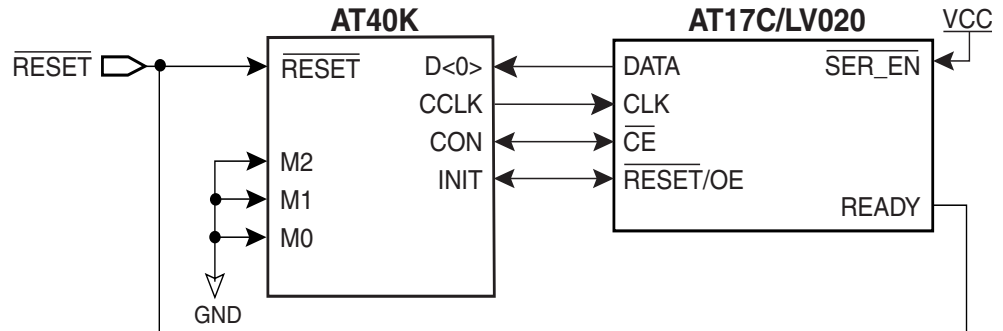 AT40K
AT17C/LV020
VCC
RESET
RESET
D<0>
DATA
SER_EN
CCLK
CLK
CON
CE
M2
INIT
RESET/OE
M1
READY
M0
GND